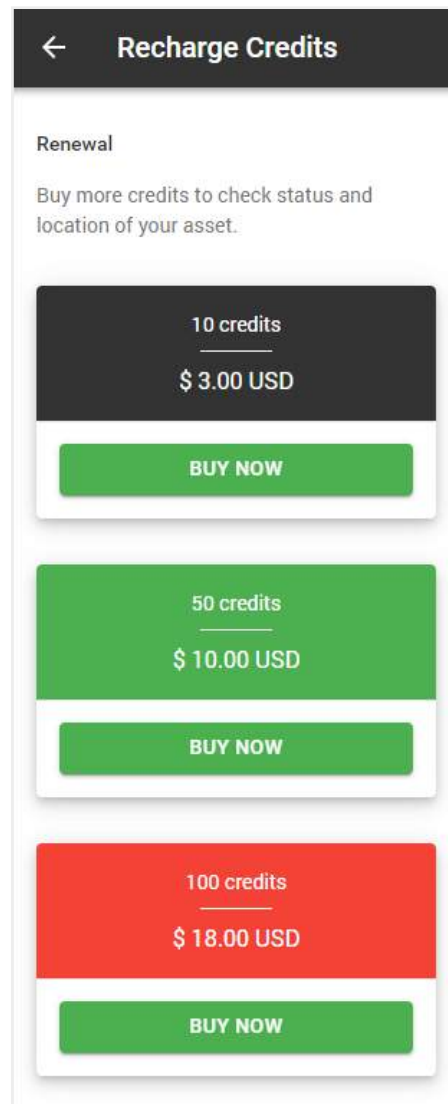 Recharge Credits
Renewal
Buy more credits to check status and
location of your asset.
10 credits
$ 3.00 USD
BUY NOW
50 credits
$ 10.00 USD
BUY NOW
100 credits
$ 18.00 USD
BUY NOW